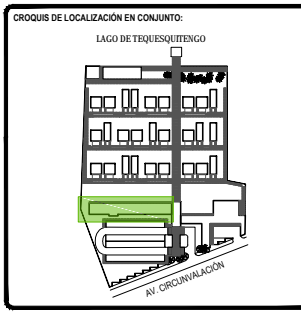 CROQUIS DE LOCALIZACIÓN EN CONJUNTO:
LAGO DE TEQUESQUITENGO
AV. CIRCUNVALACIÓN